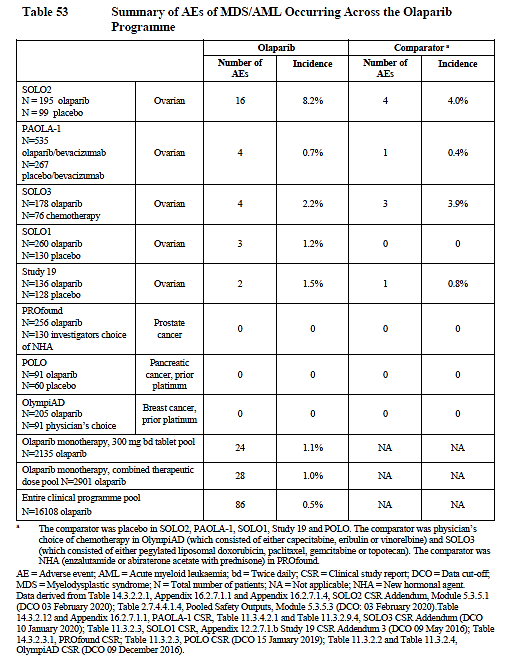 Table 53 Summary of AEs of MDS/AML Occurring Across the Olaparib
Programme
Olaparib Comparator a
Number of AEs Incidence Number of AEs Incidence
SOLO2
N = 195 olaparib
N = 99 placebo
Ovarian 16 8.2% 4 4.0%
PAOLA-1
N=535
olaparib/bevacizumab
N=267
placebo/bevacizumab
Ovarian 4 0.7% 1 0.4%
SOLO3
N=178 olaparib
N=76 chemotherapy
Ovarian 4 2.2% 3 3.9%
SOLO1
N=260 olaparib
N=130 placebo
Ovarian 3 1.2% 0 0
Study 19
N=136 olaparib
N=128 placebo
Ovarian 2 1.5% 1 0.8%
PROfound
N=256 olaparib
N=130 investigators choice
of NHA
Prostate
cancer
0 0 0 0
POLO
N=91 olaparib
N=60 placebo
Pancreatic
cancer, prior
platinum
0 0 0 0
OlympiAD
N=205 olaparib
N=91 physician's choice
Breast cancer,
prior platinum
0 0 0 0
Olaparib monotherapy, 300 mg bd tablet pool
N=2135 olaparib
24 1.1% NA NA
Olaparib monotherapy, combined therapeutic
dose pool N=2901 olaparib
28 1.0% NA NA
Entire clinical programme pool
N=16108 olaparib
86 0.5% NA NA
a The comparator was placebo in SOLO2, PAOLA-1, SOLO1, Study 19 and POLO. The comparator was physician's
choice of chemotherapy in OlympiAD (which consisted of either capecitabine, eribulin or vinorelbine) and SOLO3
(which consisted of either pegylated liposomal doxorubicin, paclitaxel, gemcitabine or topotecan). The comparator was
NHA (enzalutamide or abiraterone acetate with prednisone) in PROfound.
AE = Adverse event; AML = Acute myeloid leukaemia; bd = Twice daily; CSR = Clinical study report; DCO = Data cut-off;
MDS = Myelodysplastic syndrome; N = Total number of patients; NA = Not applicable; NHA = New hormonal agent.
Data derived from Table 14.3.2.2.1, Appendix 16.2.7.1.1 and Appendix 16.2.7.1.4, SOLO2 CSR Addendum, Module 5.3.5.1
(DCO 03 February 2020); Table 2.7.4.4.1.4, Pooled Safety Outputs, Module 5.3.5.3 (DCO: 03 February 2020).Table
14.3.2.12 and Appendix 16.2.7.1.1, PAOLA-1 CSR, Table 11.3.4.2.1 and Table 11.3.2.9.4, SOLO3 CSR Addendum (DCO
10 January 2020); Table 11.3.2.3, SOLO1 CSR, Appendix 12.2.7.1.b Study 19 CSR Addendum 3 (DCO 09 May 2016); Table
14.3.2.3.1, PROfound CSR; Table 11.3.2.3, POLO CSR (DCO 15 January 2019); Table 11.3.2.2 and Table 11.3.2.4,
OlympiAD CSR (DCO 09 December 2016).